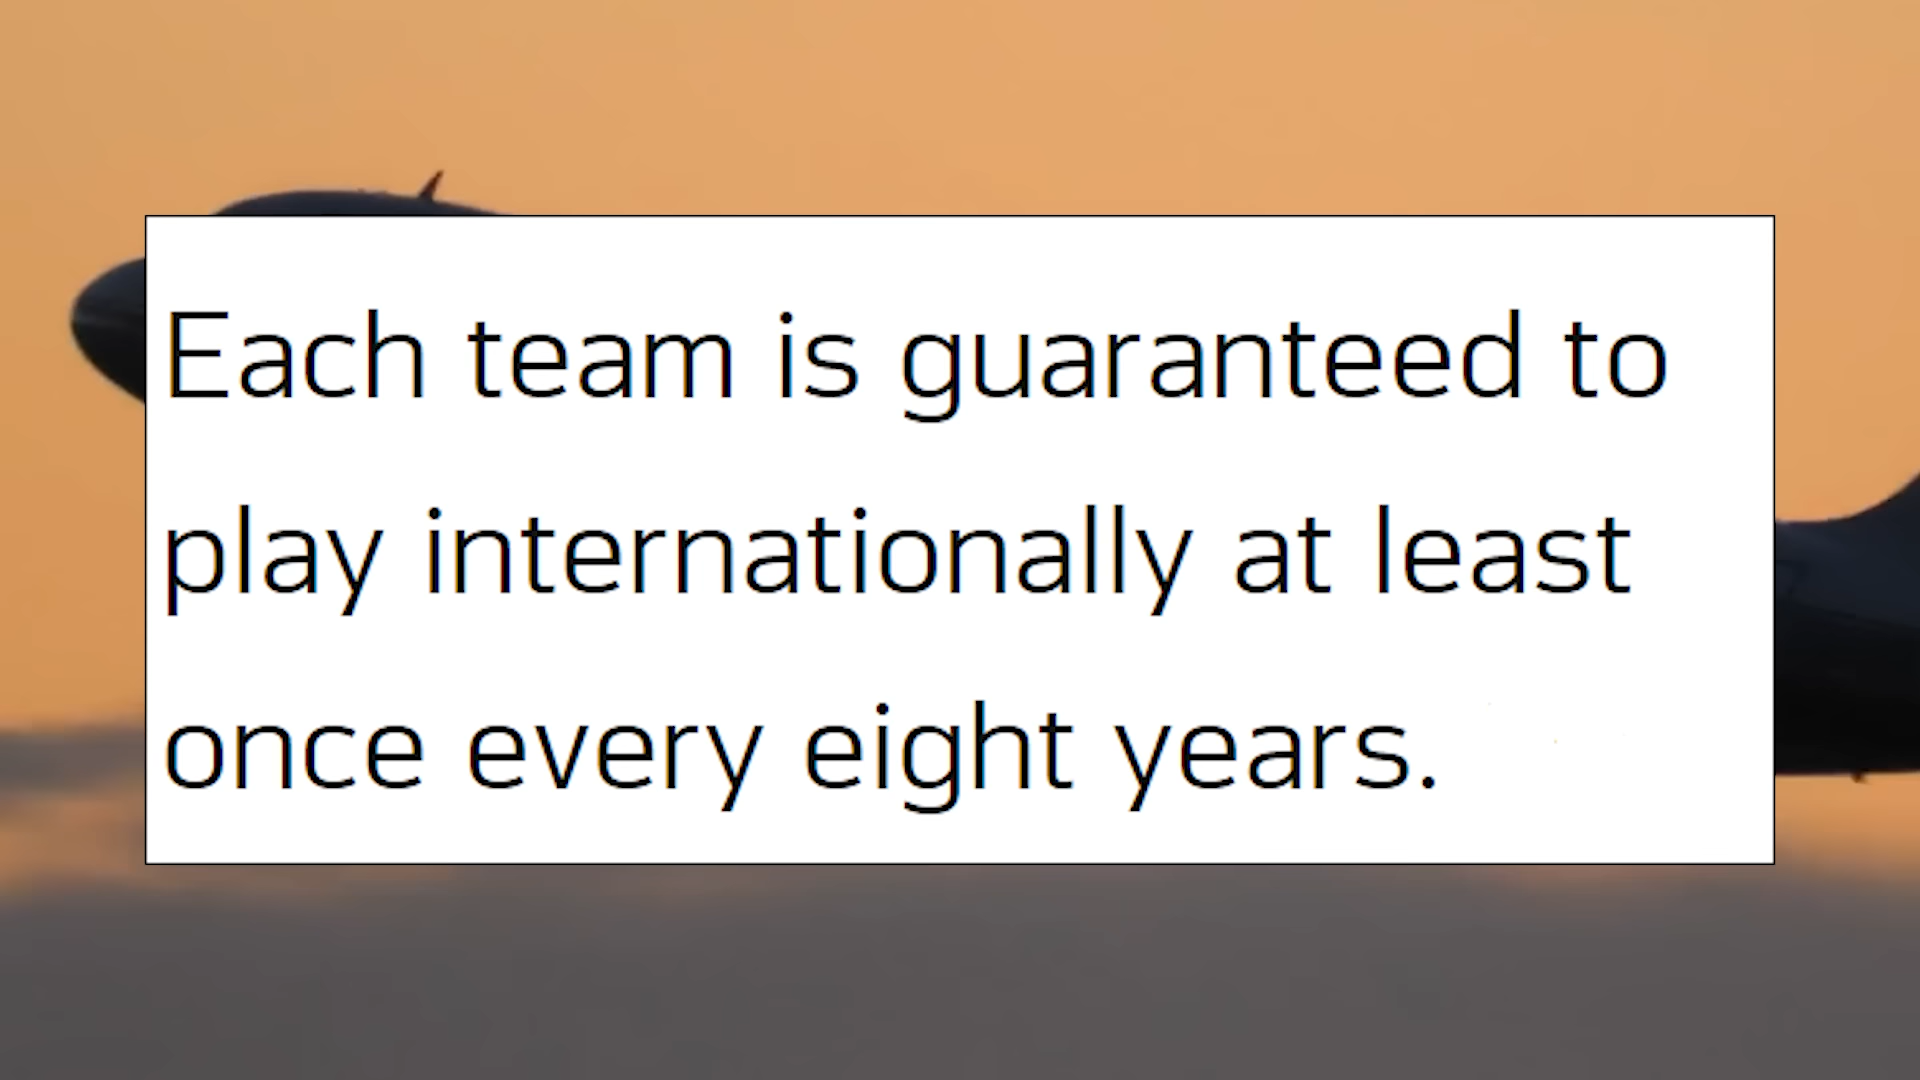 Each team is guaranteed to
play internationally at least
once every eight years.